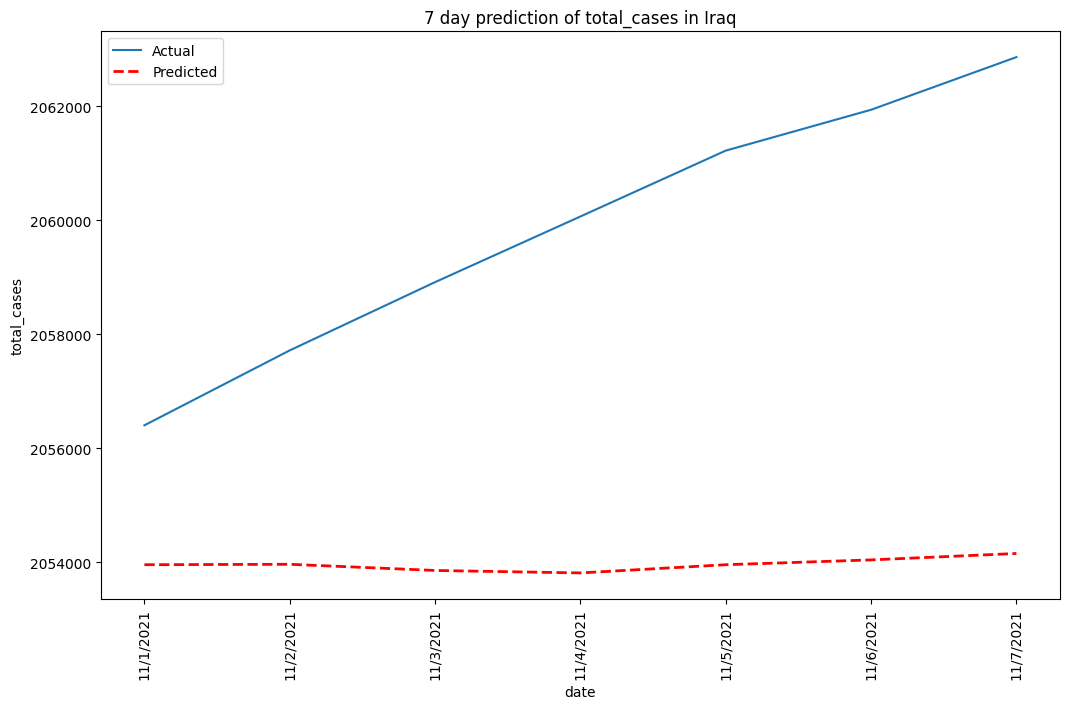 7 day prediction of total_cases in Iraq
Actual
Predicted
total_cases
2062000
2060000
2058000
2056000
2054000
11/1/2021
11/2/2021
11/3/2021
11/4/2021
11/5/2021
11/6/2021
11/7/2021
date